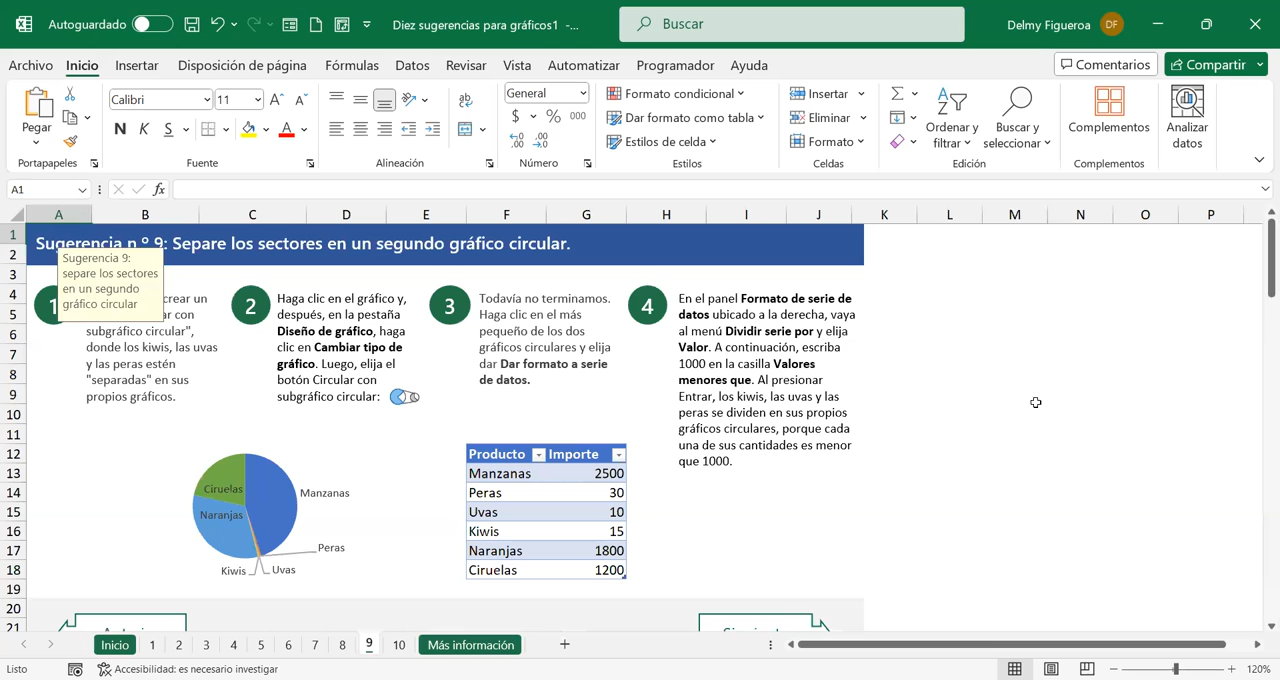 Autoguardado
Diez sugerencias para gráficos1 -...
Buscar
Delmy Figueroa
DF
Archivo Inicio Insertar Disposición de página Fórmulas Datos Revisar Vista Automatizar Programador Ayuda
Comentarios
Compartir
Pegar
Portapapeles
Calibri
11
N K S
Fuente
Alineación
General
$ % 000
Número
Formato condicional
Dar formato como tabla
Estilos de celda
Estilos
Insertar
Eliminar
Formato
Celdas
Ordenar y
filtrar
Buscar y
seleccionar
Edición
Complementos
Complementos
Analizar
datos
A1
fx
A B C D E F G H I J K L M N O P
1
2
3
4
5
6
7
8
9
10
11
12
13
14
15
16
17
18
19
20
21
Sugerencia n.º 9: Separe los sectores en un segundo gráfico circular.
Sugerencia 9:
separe los sectores
en un segundo
gráfico circular
1
crear un
con
subgráfico circular",
donde los kiwis, las uvas
y las peras estén
"separadas" en sus
propios gráficos.
2
Haga clic en el gráfico y,
después, en la pestaña
Diseño de gráfico, haga
clic en Cambiar tipo de
gráfico. Luego, elija el
botón Circular con
subgráfico circular:
3
Todavía no terminamos.
Haga clic en el más
pequeño de los dos
gráficos circulares y elija
dar Dar formato a serie
de datos.
4
En el panel Formato de serie de
datos ubicado a la derecha, vaya
al menú Dividir serie por y elija
Valor. A continuación, escriba
1000 en la casilla Valores
menores que. Al presionar
Entrar, los kiwis, las uvas y las
peras se dividen en sus propios
gráficos circulares, porque cada
una de sus cantidades es menor
que 1000.
Ciruelas
Manzanas
Naranjas
Peras
Kiwis
Uvas
Producto Importe
Manzanas 2500
Peras 30
Uvas 10
Kiwis 15
Naranjas 1800
Ciruelas 1200
Inicio 1 2 3 4 5 6 7 8 9 10 Más información
Listo
Accesibilidad: es necesario investigar
120%